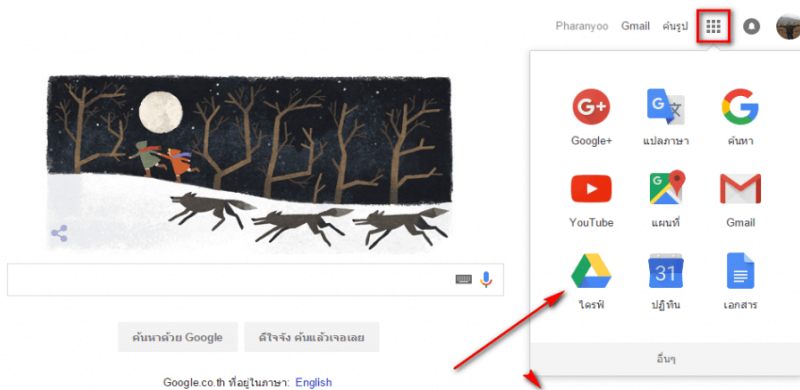 Pharanyoo Gmail ค้นรูป
Google+ แปลภาษา ค้นหา
YouTube แผนที่ Gmail
31
ไดรฟ์ ปฏิทิน เอกสาร
อื่นๆ
ค้นหาด้วย Google ดีใจจัง ค้นแล้วเจอเลย
Google.co.th ที่อยู่ในภาษา: English